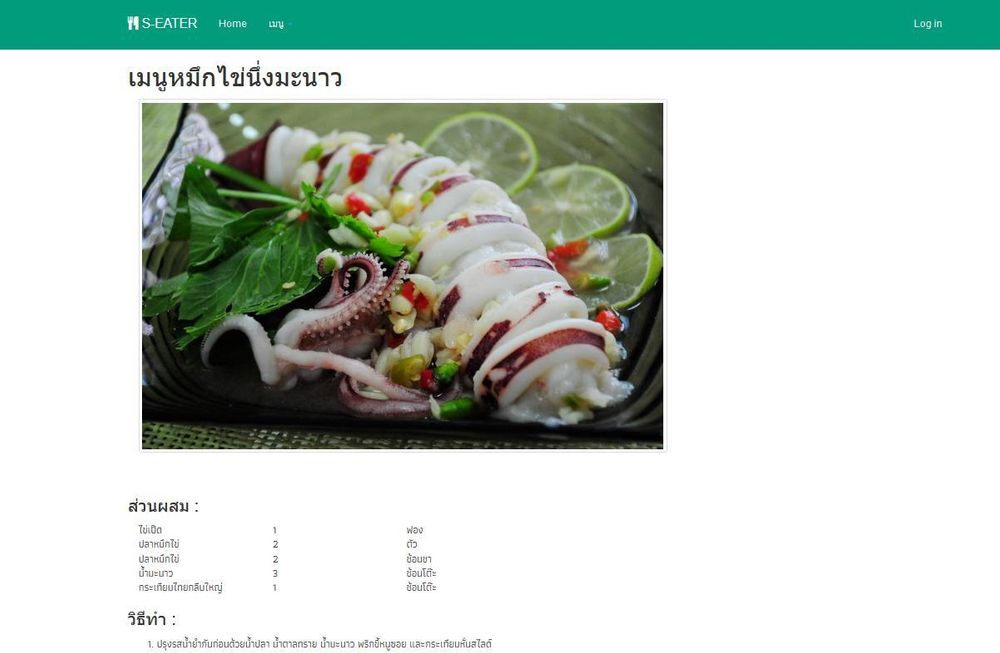 S-EATER Home เมนู Log in
เมนูหมึกไข่นึ่งมะนาว
ส่วนผสม :
ไข่เป็ด 1 ฟอง
ปลาหมึกไข่ 2 ตัว
ปลาหมึกไข่ 2 ช้อนชา
น้ำมะนาว 3 ช้อนโต๊ะ
กระเทียมไทยกลีบใหญ่ 1 ช้อนโต๊ะ
วิธีทำ :
1. ปรุงรสน้ำยำกันก่อนด้วยน้ำปลา น้ำตาลทราย น้ำมะนาว พริกขี้หนูซอย และกระเทียมหั่นสไลด์